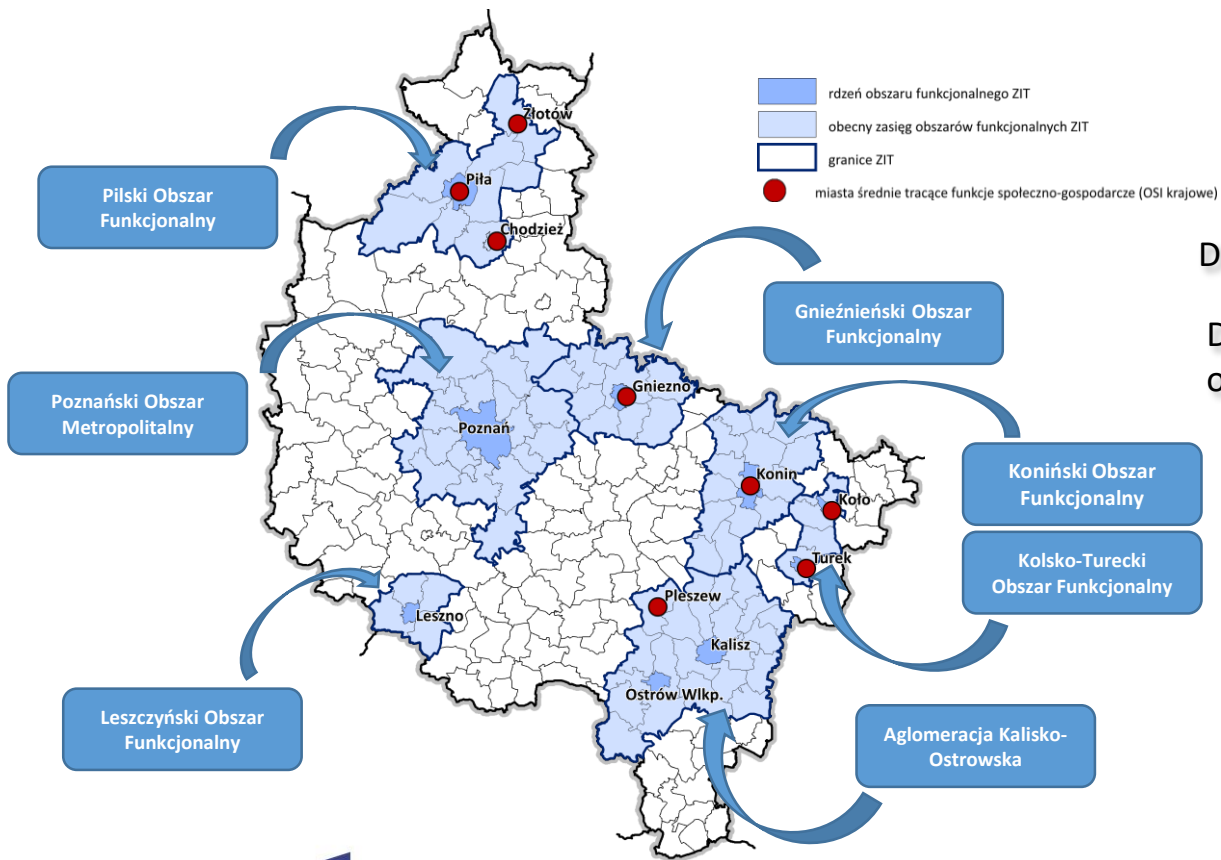 rdzeń obszaru funkcjonalnego ZIT
obecny zasięg obszarów funkcjonalnych ZIT
granice ZIT
miasta średnie tracące funkcje społeczno-gospodarcze (OSI krajowe)
Złotów
Piła
Chodzież
Pilski Obszar
Funkcjonalny
D
Gnieźnieński Obszar
Funkcjonalny
D
o
Poznański Obszar
Metropolitalny
Gniezno
Poznań
Konin
Koło
Turek
Koniński Obszar
Funkcjonalny
Kolsko-Turecki
Obszar Funkcjonalny
Leszno
Pleszew
Kalisz
Ostrów Wlkp.
Leszczyński Obszar
Funkcjonalny
Aglomeracja Kalisko-
Ostrowska